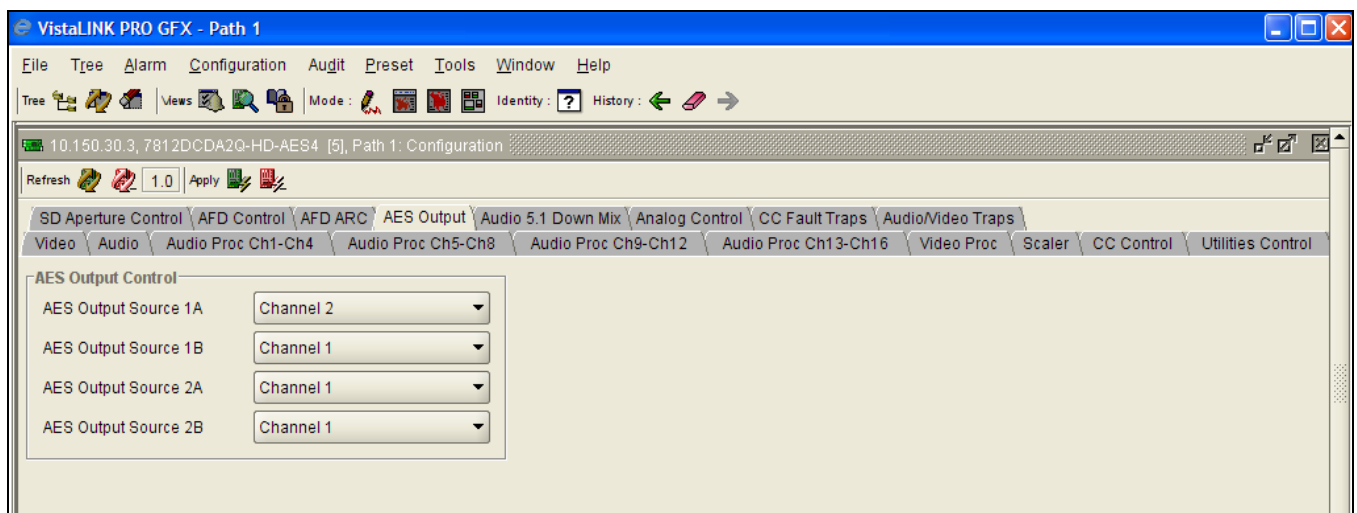 VistaLINK PRO GFX - Path 1
File Tree Alarm Configuration Audit Preset Tools Window Help
Tree Views Mode : Identity : ? History :
10.150.30.3, 7812DCDA2Q-HD-AES4 [5], Path 1: Configuration
Refresh 1.0 Apply
SD Aperture Control AFD Control AFD ARC AES Output Audio 5.1 Down Mix Analog Control CC Fault Traps Audio/Video Traps
Video Audio Audio Proc Ch1-Ch4 Audio Proc Ch5-Ch8 Audio Proc Ch9-Ch12 Audio Proc Ch13-Ch16 Video Proc Scaler CC Control Utilities Control
AES Output Control
AES Output Source 1A Channel 2
AES Output Source 1B Channel 1
AES Output Source 2A Channel 1
AES Output Source 2B Channel 1